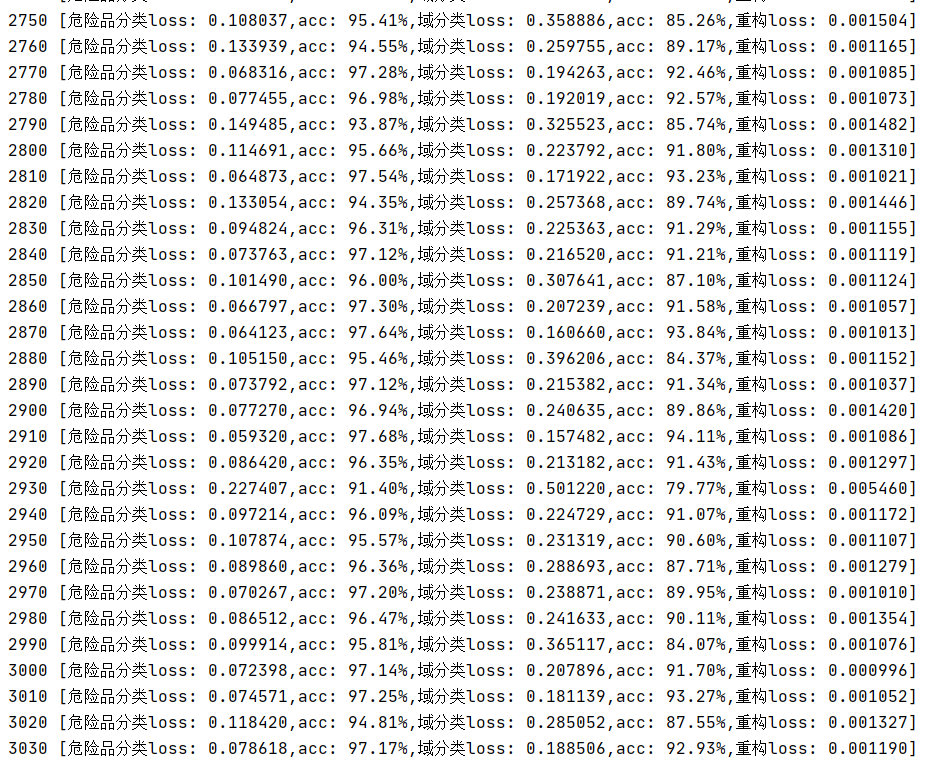 2750 [危险品分类loss: 0.108037,acc: 95.41%,域分类loss: 0.358886,acc: 85.26%,重构loss: 0.001504]
2760 [危险品分类loss: 0.133939,acc: 94.55%,域分类loss: 0.259755,acc: 89.17%,重构loss: 0.001165]
2770 [危险品分类loss: 0.068316,acc: 97.28%,域分类loss: 0.194263,acc: 92.46%,重构loss: 0.001085]
2780 [危险品分类loss: 0.077455,acc: 96.98%,域分类loss: 0.192019,acc: 92.57%,重构loss: 0.001073]
2790 [危险品分类loss: 0.149485,acc: 93.87%,域分类loss: 0.325523,acc: 85.74%,重构loss: 0.001482]
2800 [危险品分类loss: 0.114691,acc: 95.66%,域分类loss: 0.223792,acc: 91.80%,重构loss: 0.001310]
2810 [危险品分类loss: 0.064873,acc: 97.54%,域分类loss: 0.171922,acc: 93.23%,重构loss: 0.001021]
2820 [危险品分类loss: 0.133054,acc: 94.35%,域分类loss: 0.257368,acc: 89.74%,重构loss: 0.001446]
2830 [危险品分类loss: 0.094824,acc: 96.31%,域分类loss: 0.225363,acc: 91.29%,重构loss: 0.001155]
2840 [危险品分类loss: 0.073763,acc: 97.12%,域分类loss: 0.216520,acc: 91.21%,重构loss: 0.001119]
2850 [危险品分类loss: 0.101490,acc: 96.00%,域分类loss: 0.307641,acc: 87.10%,重构loss: 0.001124]
2860 [危险品分类loss: 0.066797,acc: 97.30%,域分类loss: 0.207239,acc: 91.58%,重构loss: 0.001057]
2870 [危险品分类loss: 0.064123,acc: 97.64%,域分类loss: 0.160660,acc: 93.84%,重构loss: 0.001013]
2880 [危险品分类loss: 0.105150,acc: 95.46%,域分类loss: 0.396206,acc: 84.37%,重构loss: 0.001152]
2890 [危险品分类loss: 0.073792,acc: 97.12%,域分类loss: 0.215382,acc: 91.34%,重构loss: 0.001037]
2900 [危险品分类loss: 0.077270,acc: 96.94%,域分类loss: 0.240635,acc: 89.86%,重构loss: 0.001420]
2910 [危险品分类loss: 0.059320,acc: 97.68%,域分类loss: 0.157482,acc: 94.11%,重构loss: 0.001086]
2920 [危险品分类loss: 0.086420,acc: 96.35%,域分类loss: 0.213182,acc: 91.43%,重构loss: 0.001297]
2930 [危险品分类loss: 0.227407,acc: 91.40%,域分类loss: 0.501220,acc: 79.77%,重构loss: 0.005460]
2940 [危险品分类loss: 0.097214,acc: 96.09%,域分类loss: 0.224729,acc: 91.07%,重构loss: 0.001172]
2950 [危险品分类loss: 0.107874,acc: 95.57%,域分类loss: 0.231319,acc: 90.60%,重构loss: 0.001107]
2960 [危险品分类loss: 0.089860,acc: 96.36%,域分类loss: 0.288693,acc: 87.71%,重构loss: 0.001279]
2970 [危险品分类loss: 0.070267,acc: 97.20%,域分类loss: 0.238871,acc: 89.95%,重构loss: 0.001010]
2980 [危险品分类loss: 0.086512,acc: 96.47%,域分类loss: 0.241633,acc: 90.11%,重构loss: 0.001354]
2990 [危险品分类loss: 0.099914,acc: 95.81%,域分类loss: 0.365117,acc: 84.07%,重构loss: 0.001076]
3000 [危险品分类loss: 0.072398,acc: 97.14%,域分类loss: 0.207896,acc: 91.70%,重构loss: 0.000996]
3010 [危险品分类loss: 0.074571,acc: 97.25%,域分类loss: 0.181139,acc: 93.27%,重构loss: 0.001052]
3020 [危险品分类loss: 0.118420,acc: 94.81%,域分类loss: 0.285052,acc: 87.55%,重构loss: 0.001327]
3030 [危险品分类loss: 0.078618,acc: 97.17%,域分类loss: 0.188506,acc: 92.93%,重构loss: 0.001190]